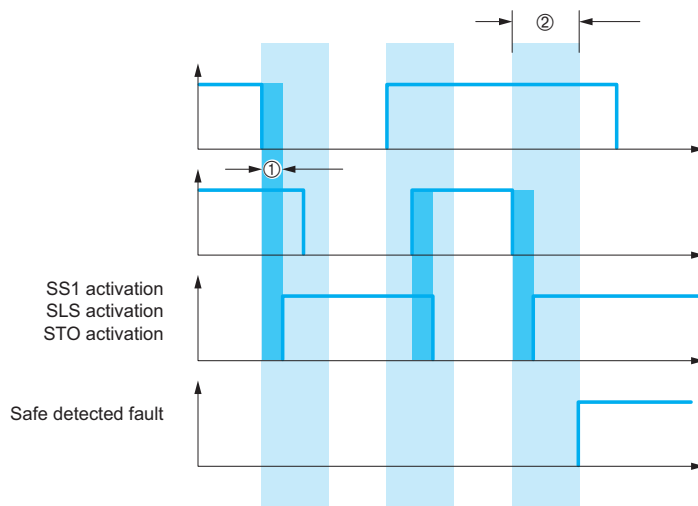 ②
①
SS1 activation
SLS activation
STO activation
Safe detected fault